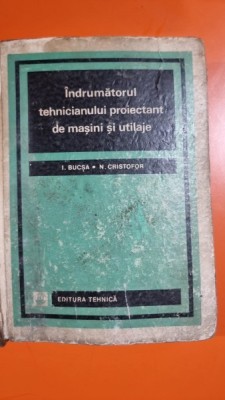 Îndrumătorul
tehnicianului proiectant
de mașini și utilaje
I. BUCȘA • N. CRISTOFOR
EDITURA TEHNICĂ